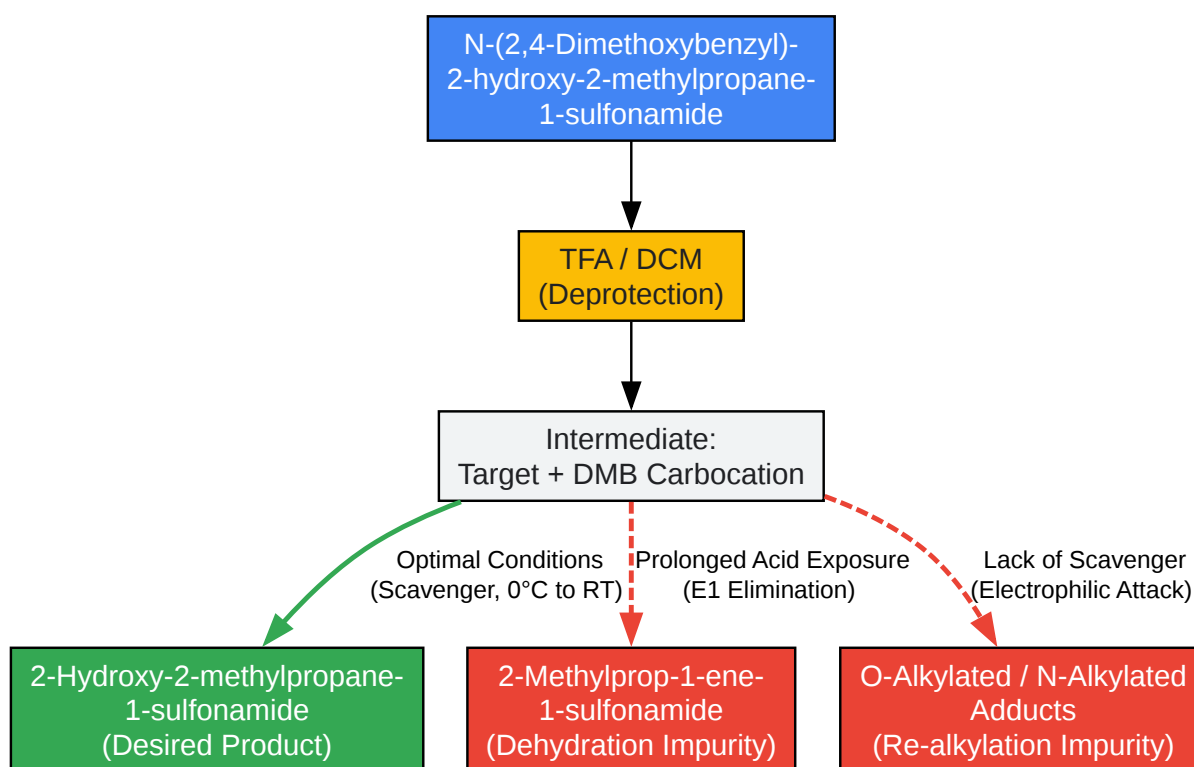 N-(2,4-Dimethoxybenzyl)-
2-hydroxy-2-methylpropane-
1-sulfonamide
TFA / DCM
(Deprotection)
Intermediate:
Target + DMB Carbocation
Optimal Conditions
(Scavenger, 0°C to RT)
Prolonged Acid Exposure
(E1 Elimination)
Lack of Scavenger
(Electrophilic Attack)
2-Hydroxy-2-methylpropane-
1-sulfonamide
(Desired Product)
2-Methylprop-1-ene-
1-sulfonamide
(Dehydration Impurity)
O-Alkylated / N-Alkylated
Adducts
(Re-alkylation Impurity)